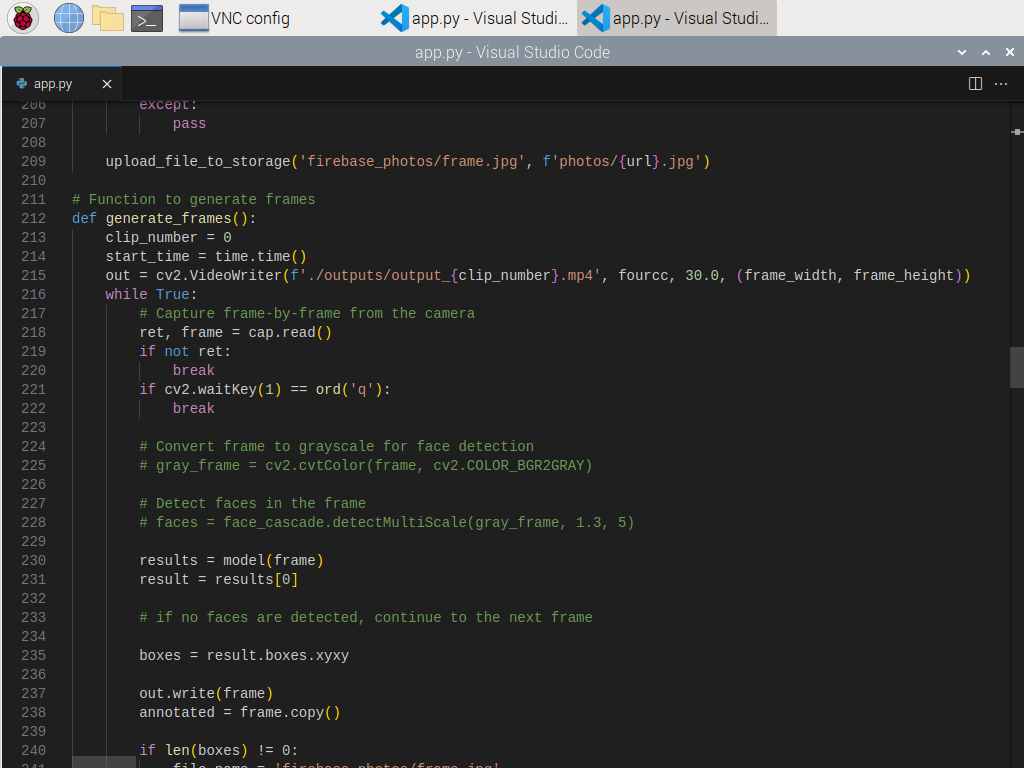 VNC config
app.py - Visual Studi...
app.py - Visual Studi...
app.py - Visual Studio Code
app.py
206 except:
207 pass
208
209 upload_file_to_storage('firebase_photos/frame.jpg', f'photos/{url}.jpg')
210
211 # Function to generate frames
212 def generate_frames():
213 clip_number = 0
214 start_time = time.time()
215 out = cv2.VideoWriter(f'./outputs/output_{clip_number}.mp4', fourcc, 30.0, (frame_width, frame_height))
216 while True:
217 # Capture frame-by-frame from the camera
218 ret, frame = cap.read()
219 if not ret:
220 break
221 if cv2.waitKey(1) == ord('q'):
222 break
223
224 # Convert frame to grayscale for face detection
225 # gray_frame = cv2.cvtColor(frame, cv2.COLOR_BGR2GRAY)
226
227 # Detect faces in the frame
228 # faces = face_cascade.detectMultiScale(gray_frame, 1.3, 5)
229
230 results = model(frame)
231 result = results[0]
232
233 # if no faces are detected, continue to the next frame
234
235 boxes = result.boxes.xyxy
236
237 out.write(frame)
238 annotated = frame.copy()
239
240 if len(boxes) != 0:
241 file_name = 'firebase_photos/frame.jpg'